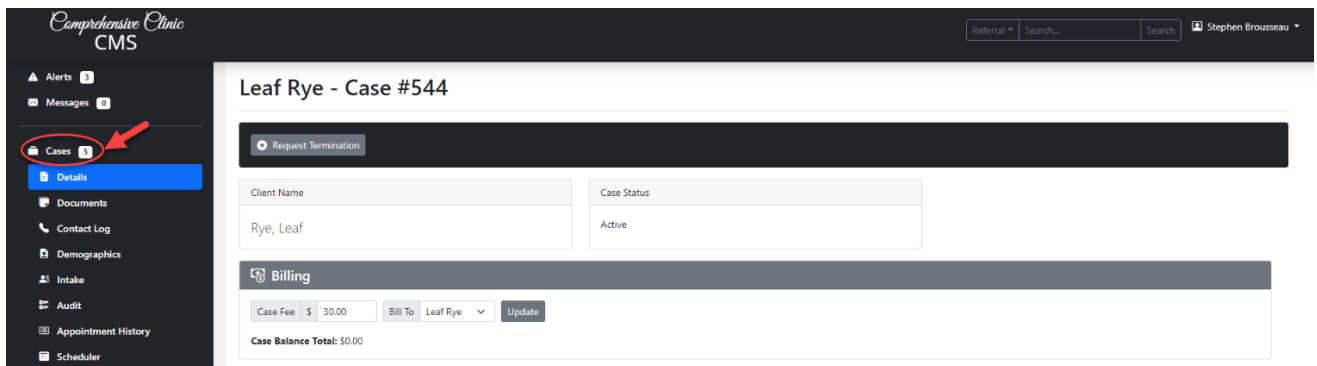 Comprehensive Clinic
CMS
Referral
Search...
Search
Stephen Brousseau
Alerts 3
Messages 0
Cases 5
Details
Documents
Contact Log
Demographics
Intake
Audit
Appointment History
Scheduler
Leaf Rye - Case #544
Request Termination
Client Name
Rye, Leaf
Case Status
Active
Billing
Case Fee $ 30.00 Bill To Leaf Rye Update
Case Balance Total: $0.00